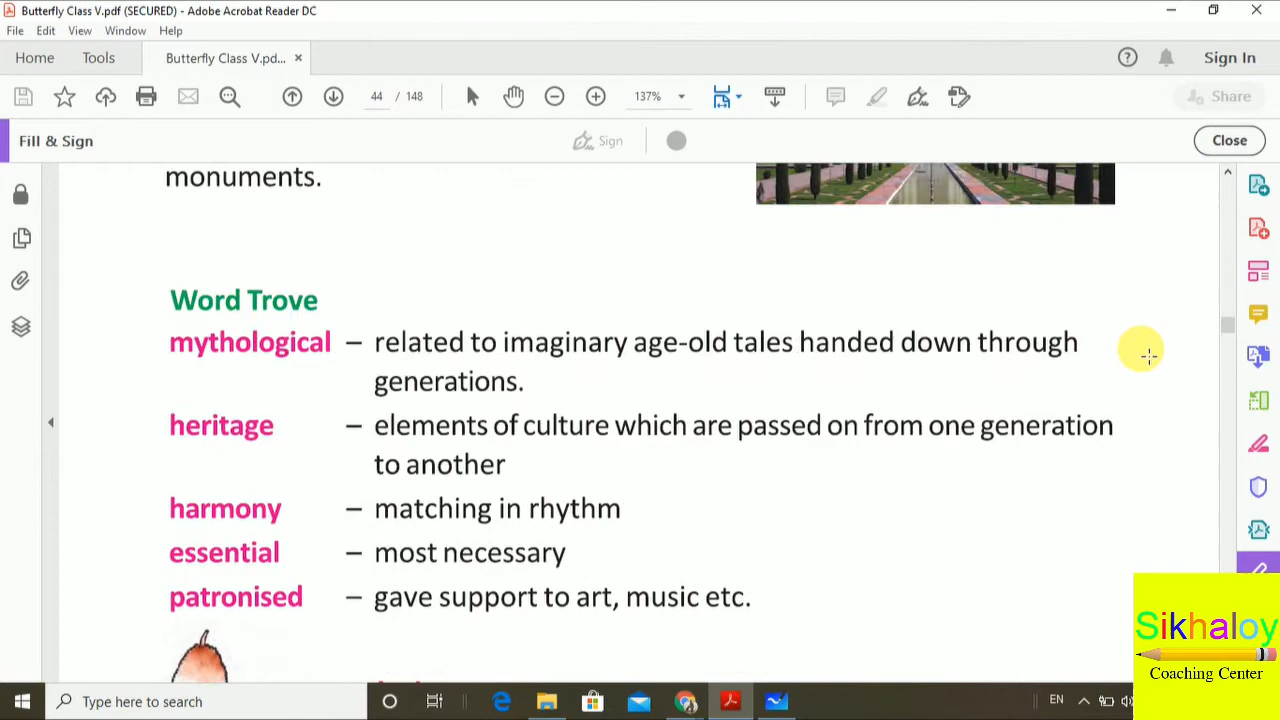 Butterfly Class V.pdf (SECURED) - Adobe Acrobat Reader DC
File Edit View Window Help
Home Tools Butterfly Class V.pd... ×
Sign In
44 / 148
137%
Share
Fill & Sign
Sign
Close
monuments.
Word Trove
mythological – related to imaginary age-old tales handed down through
generations.
heritage – elements of culture which are passed on from one generation
to another
harmony – matching in rhythm
essential – most necessary
patronised – gave support to art, music etc.
Sikhaloy
Coaching Center
Type here to search
EN